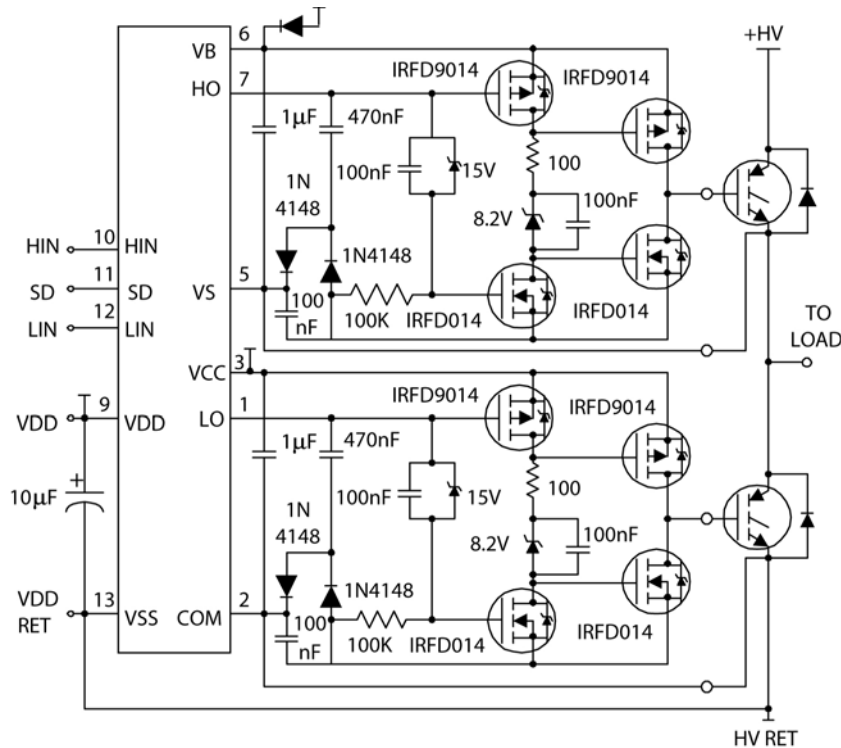 6
VB
+HV
IRFD9014
7
IRFD9014
HO
1µF
470nF
100
100nF
15V
100nF
1N
4148
8.2V
10
HIN
HIN
1N4148
11
SD
SD
5
VS
12
LIN
LIN
100
nF
100K
IRFD014
IRFD014
TO
LOAD
3
VCC
IRFD9014
1
IRFD9014
9
VDD
VDD
LO
1µF
470nF
+
10µF
100nF
15V
100
1N
4148
8.2V
100nF
VDD
RET
13
VSS
COM
2
1N4148
100
nF
100K
IRFD014
IRFD014
HV RET